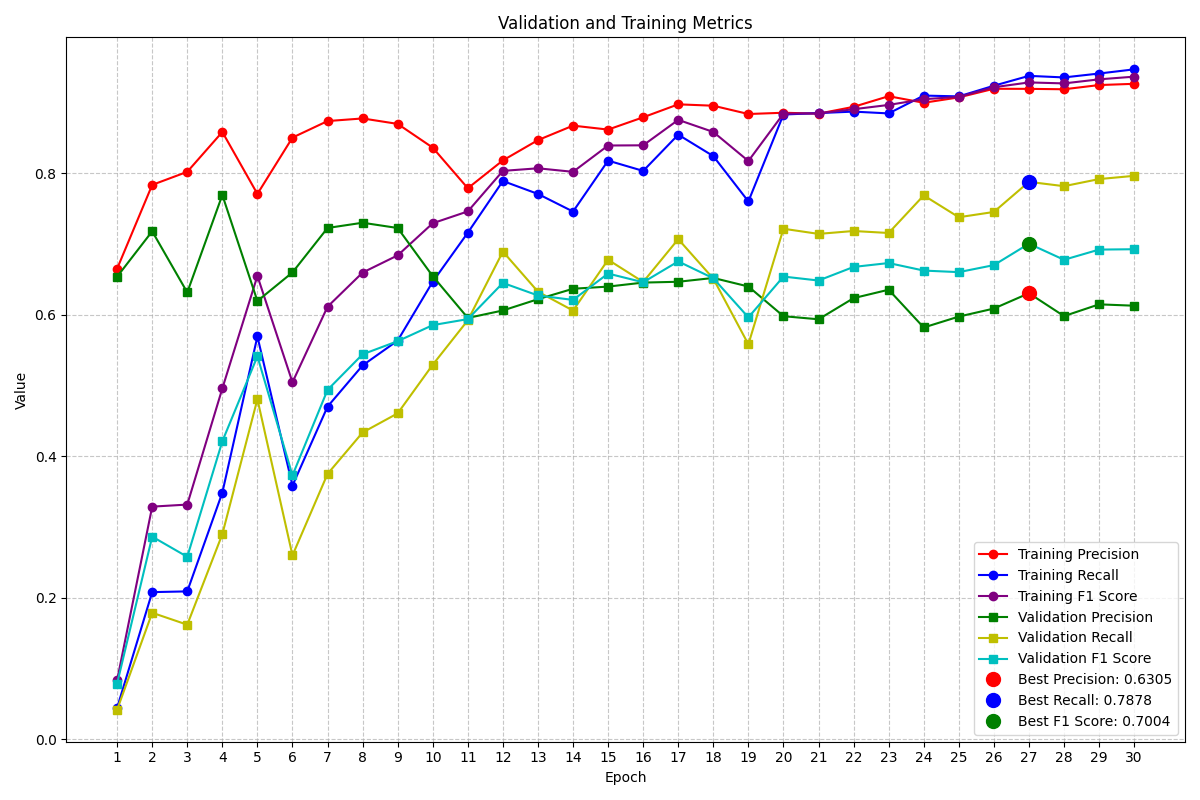 Validation and Training Metrics
Value
0.8
0.6
0.4
0.2
0.0
1 2 3 4 5 6 7 8 9 10 11 12 13 14 15 16 17 18 19 20 21 22 23 24 25 26 27 28 29 30
Epoch
Training Precision
Training Recall
Training F1 Score
Validation Precision
Validation Recall
Validation F1 Score
Best Precision: 0.6305
Best Recall: 0.7878
Best F1 Score: 0.7004